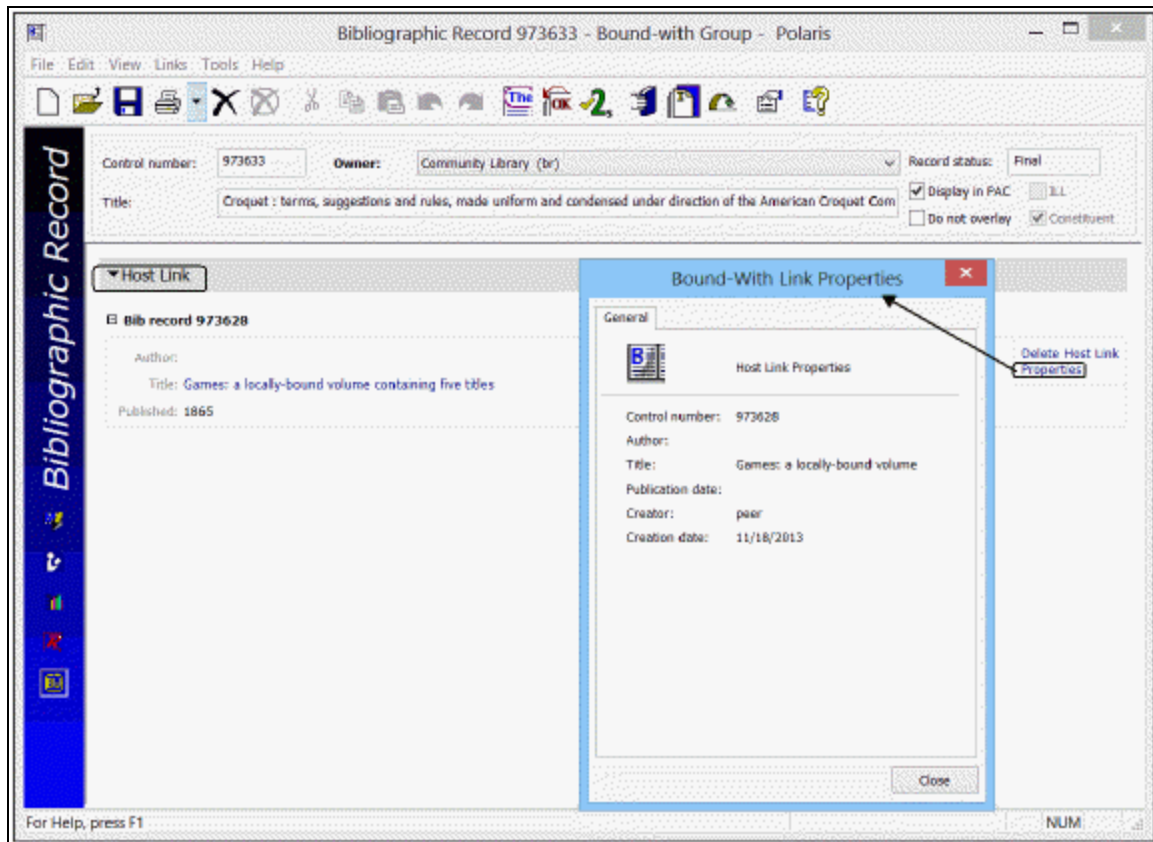 Bibliographic Record 973633 - Bound-with Group - Polaris
File Edit View Links Tools Help
Bibliographic Record
Control number: 973633 Owner: Community Library (br) Record status: Final
Title: Croquet : terms, suggestions and rules, made uniform and condensed under direction of the American Croquet Com
Display in PAC ILL
Do not overlay Constituent
Host Link
Bib record 973628
Author:
Title: Games: a locally-bound volume containing five titles
Published: 1865
Delete Host Link
Properties
Bound-With Link Properties
General
Host Link Properties
Control number: 973628
Author:
Title: Games: a locally-bound volume
Publication date:
Creator: peer
Creation date: 11/18/2013
Close
For Help, press F1 NUM